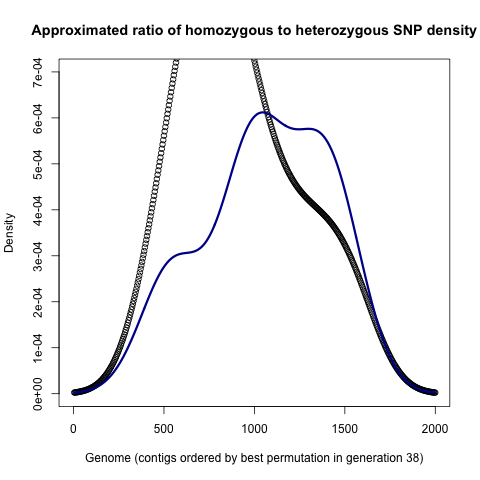 Approximated ratio of homozygous to heterozygous SNP density
7e-04
6e-04
5e-04
4e-04
3e-04
2e-04
1e-04
0e+00
Density
0 500 1000 1500 2000
Genome (contigs ordered by best permutation in generation 38)